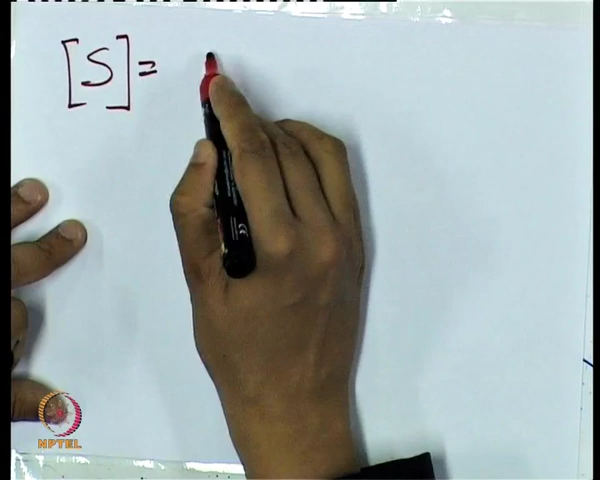 [S] =
NPTEL